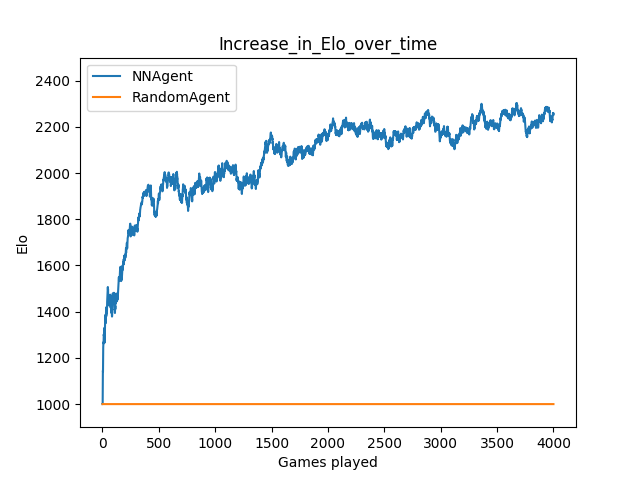 Increase_in_Elo_over_time
NNAgent
RandomAgent
2400
2200
2000
1800
1600
1400
1200
1000
Elo
0 500 1000 1500 2000 2500 3000 3500 4000
Games played